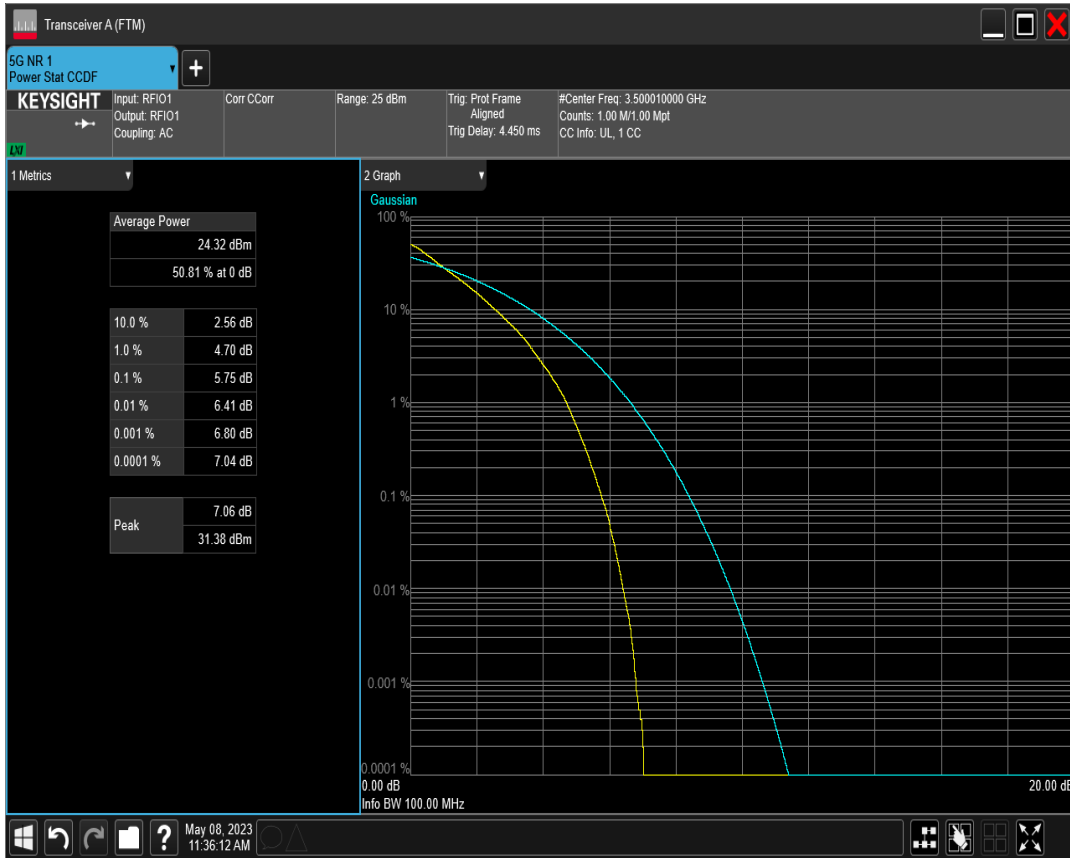 Transceiver A (FTM)
5G NR 1
Power Stat CCDF
+
KEYSIGHT
LXI
Input: RFIO1
Output: RFIO1
Coupling: AC
Corr CCorr
Range: 25 dBm
Trig: Prot Frame
Aligned
Trig Delay: 4.450 ms
#Center Freq: 3.500010000 GHz
Counts: 1.00 M/1.00 Mpt
CC Info: UL, 1 CC
1 Metrics
Average Power
24.32 dBm
50.81 % at 0 dB
10.0 % 2.56 dB
1.0 % 4.70 dB
0.1 % 5.75 dB
0.01 % 6.41 dB
0.001 % 6.80 dB
0.0001 % 7.04 dB
Peak
7.06 dB
31.38 dBm
2 Graph
Gaussian
100 %
10 %
1 %
0.1 %
0.01 %
0.001 %
0.0001 %
0.00 dB 20.00 dB
Info BW 100.00 MHz
?
May 08, 2023
11:36:12 AM